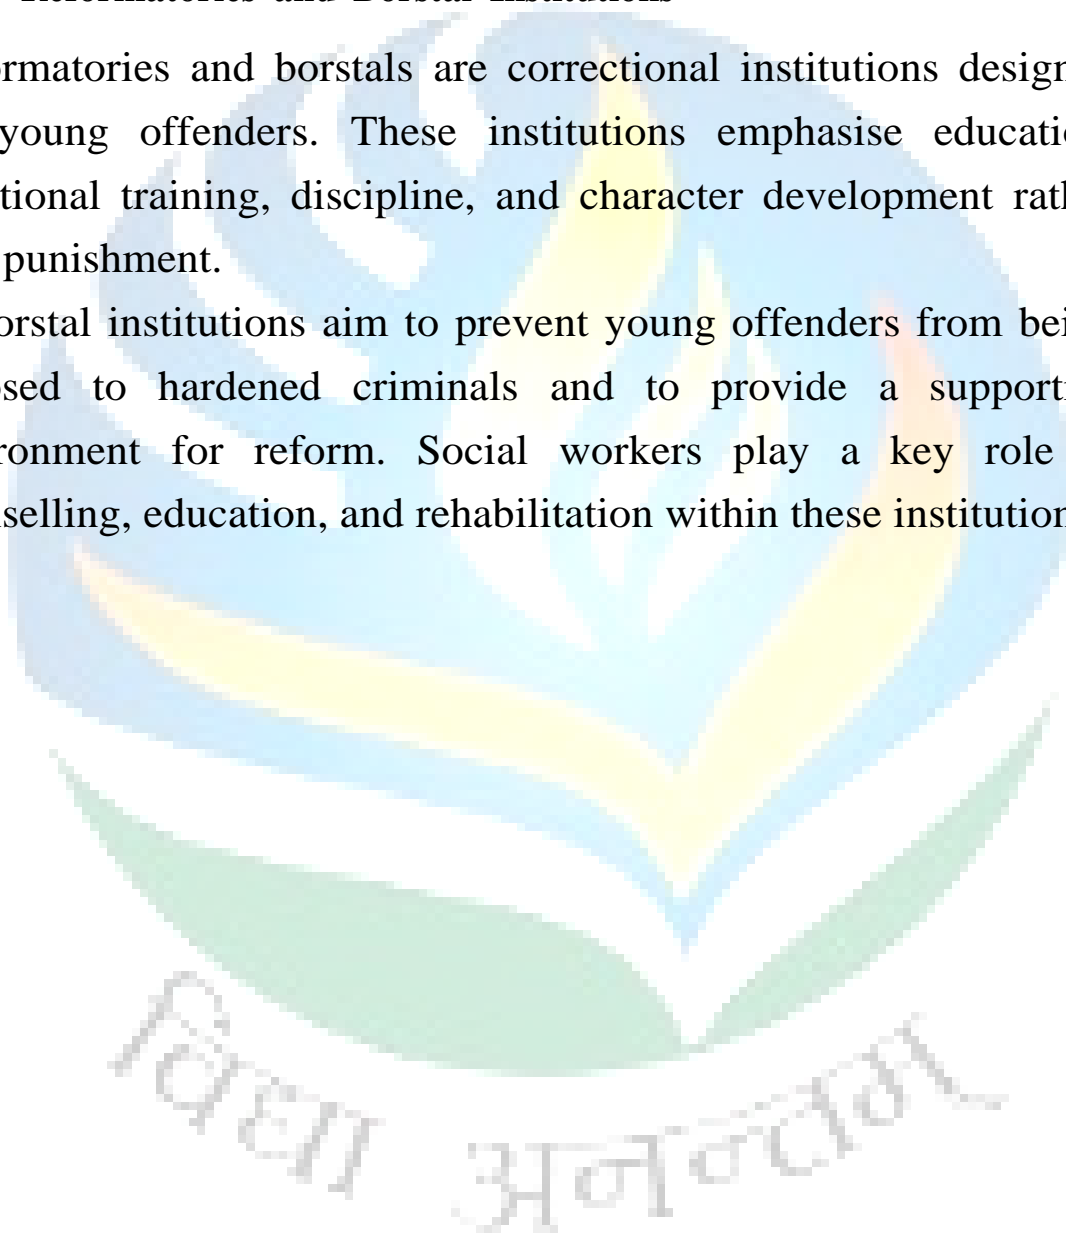 Reformatories and Borstal Institutions
ormatories and borstals are correctional institutions design
young offenders. These institutions emphasise educatio
tional training, discipline, and character development rath
punishment.
orstal institutions aim to prevent young offenders from bei
sed to hardened criminals and to provide a supporti
ronment for reform. Social workers play a key role
selling, education, and rehabilitation within these institution
विद्या अनन्तम